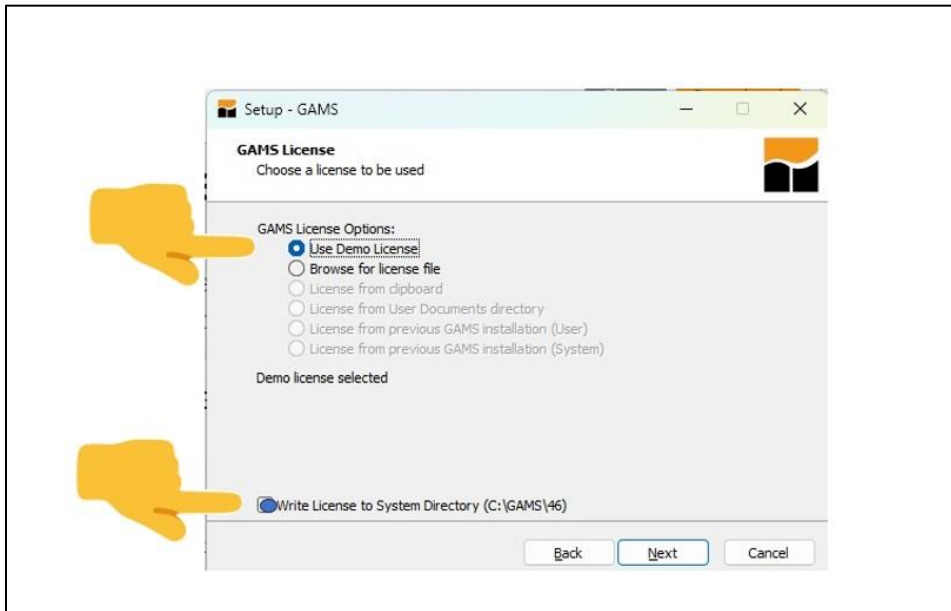 Setup - GAMS
GAMS License
Choose a license to be used
GAMS License Options:
Use Demo License
Browse for license file
License from clipboard
License from User Documents directory
License from previous GAMS installation (User)
License from previous GAMS installation (System)
Demo license selected
Write License to System Directory (C:\GAMS\46)
Back
Next
Cancel